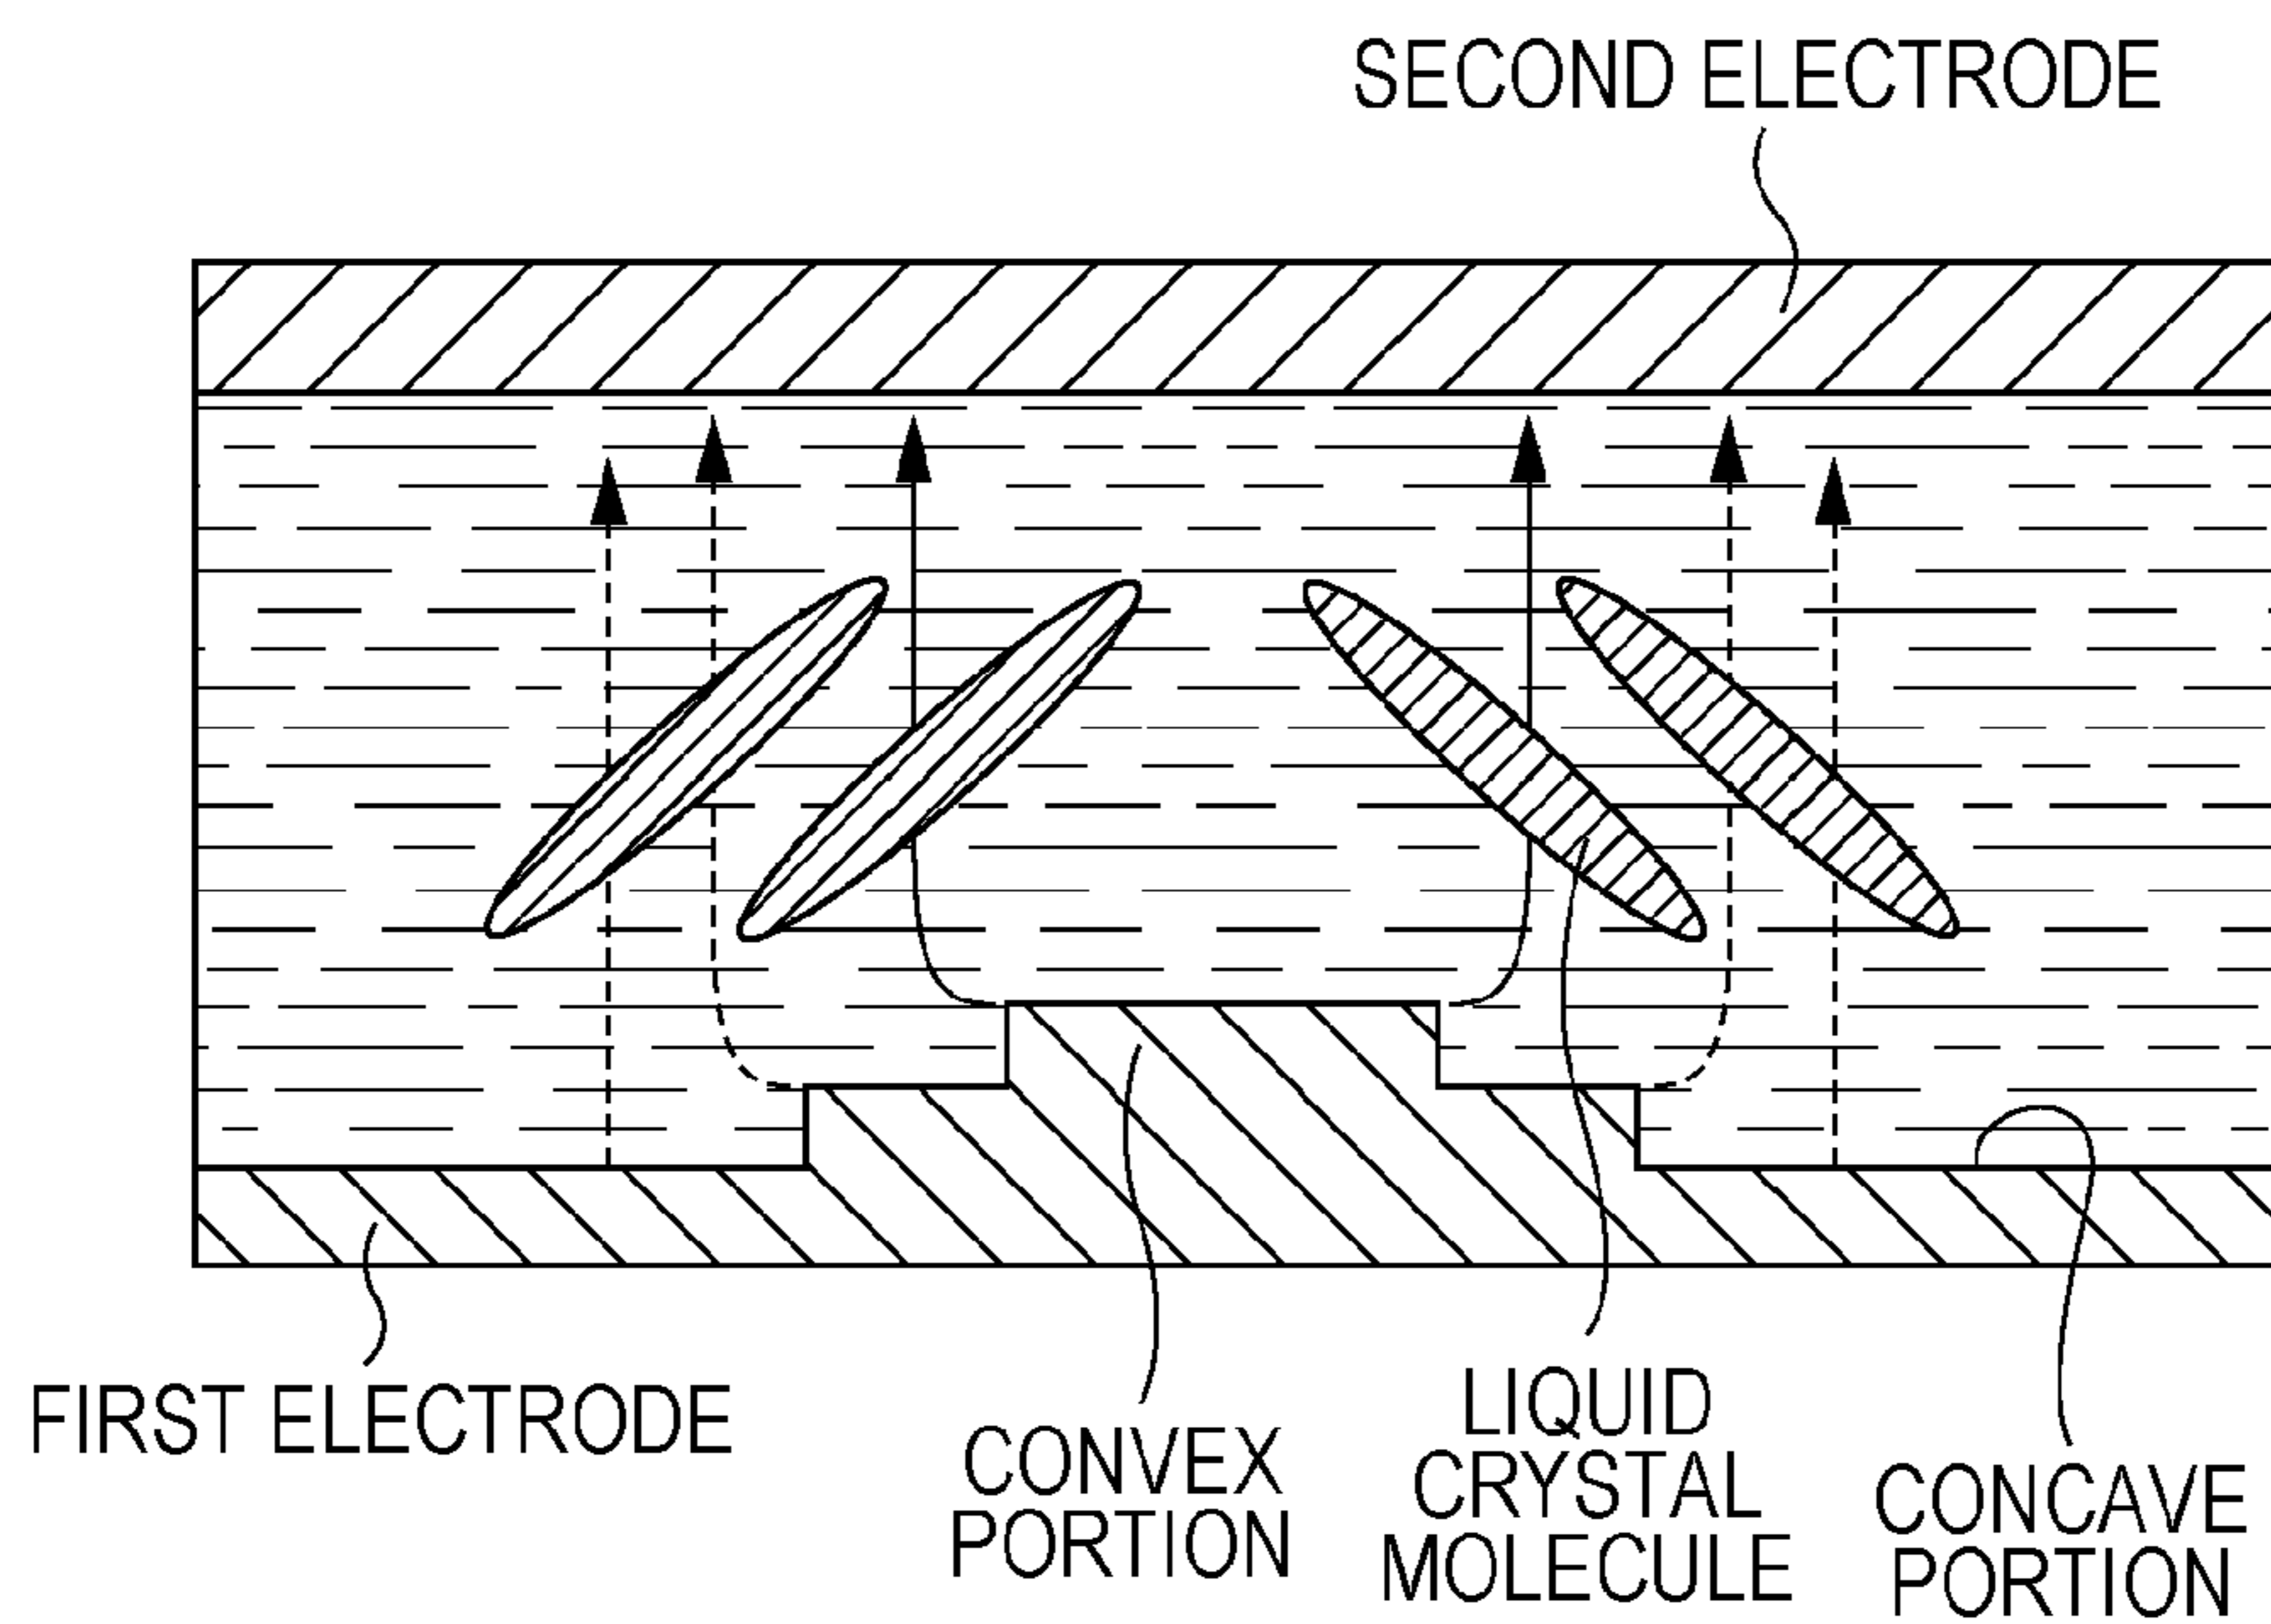 SECOND ELECTRODE
FIRST ELECTRODE
CONVEX
PORTION
LIQUID
CRYSTAL
MOLECULE
CONCAVE
PORTION